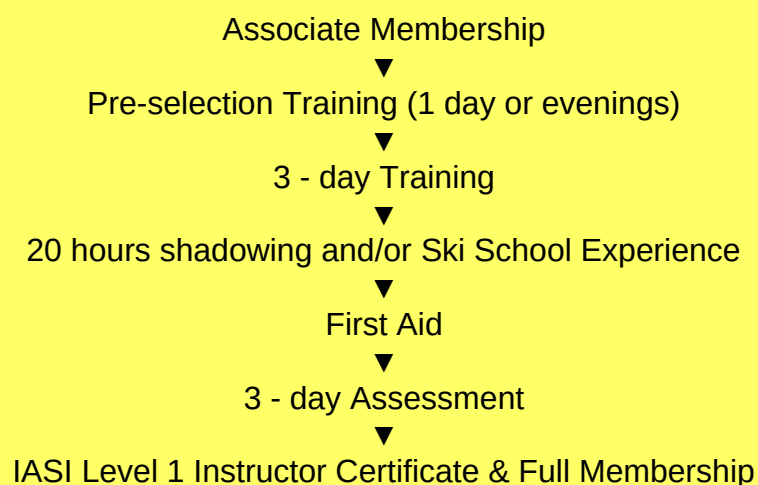 Associate Membership
▼
Pre-selection Training (1 day or evenings)
▼
3 - day Training
▼
20 hours shadowing and/or Ski School Experience
▼
First Aid
▼
3 - day Assessment
▼
IASI Level 1 Instructor Certificate & Full Membership